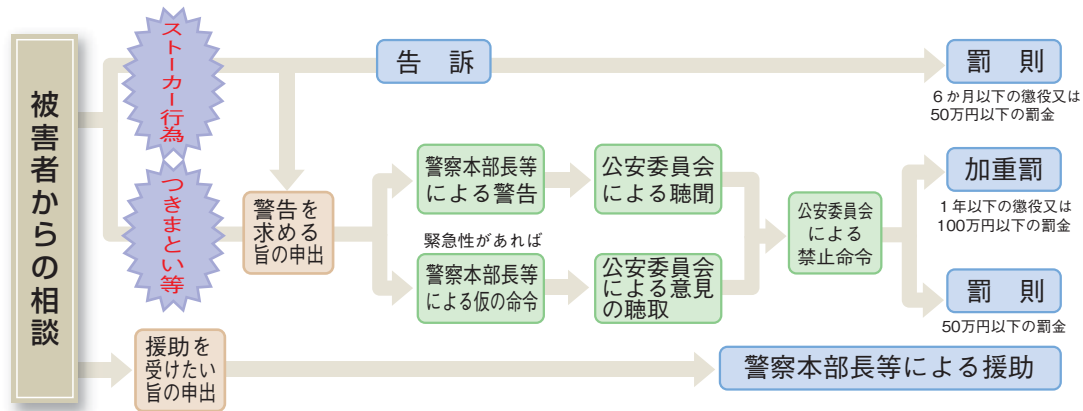 被害者からの相談
ストーカー行為
つきまとい等
告訴
罰則
6か月以下の懲役又は
50万円以下の罰金
警告を
求める
旨の申出
警察本部長等
による警告
公安委員会
による聴聞
緊急性があれば
警察本部長等
による仮の命令
公安委員会
による意見
の聴取
公安委員会
による
禁止命令
加重罰
1年以下の懲役又は
100万円以下の罰金
罰則
50万円以下の罰金
援助を
受けたい
旨の申出
警察本部長等による援助